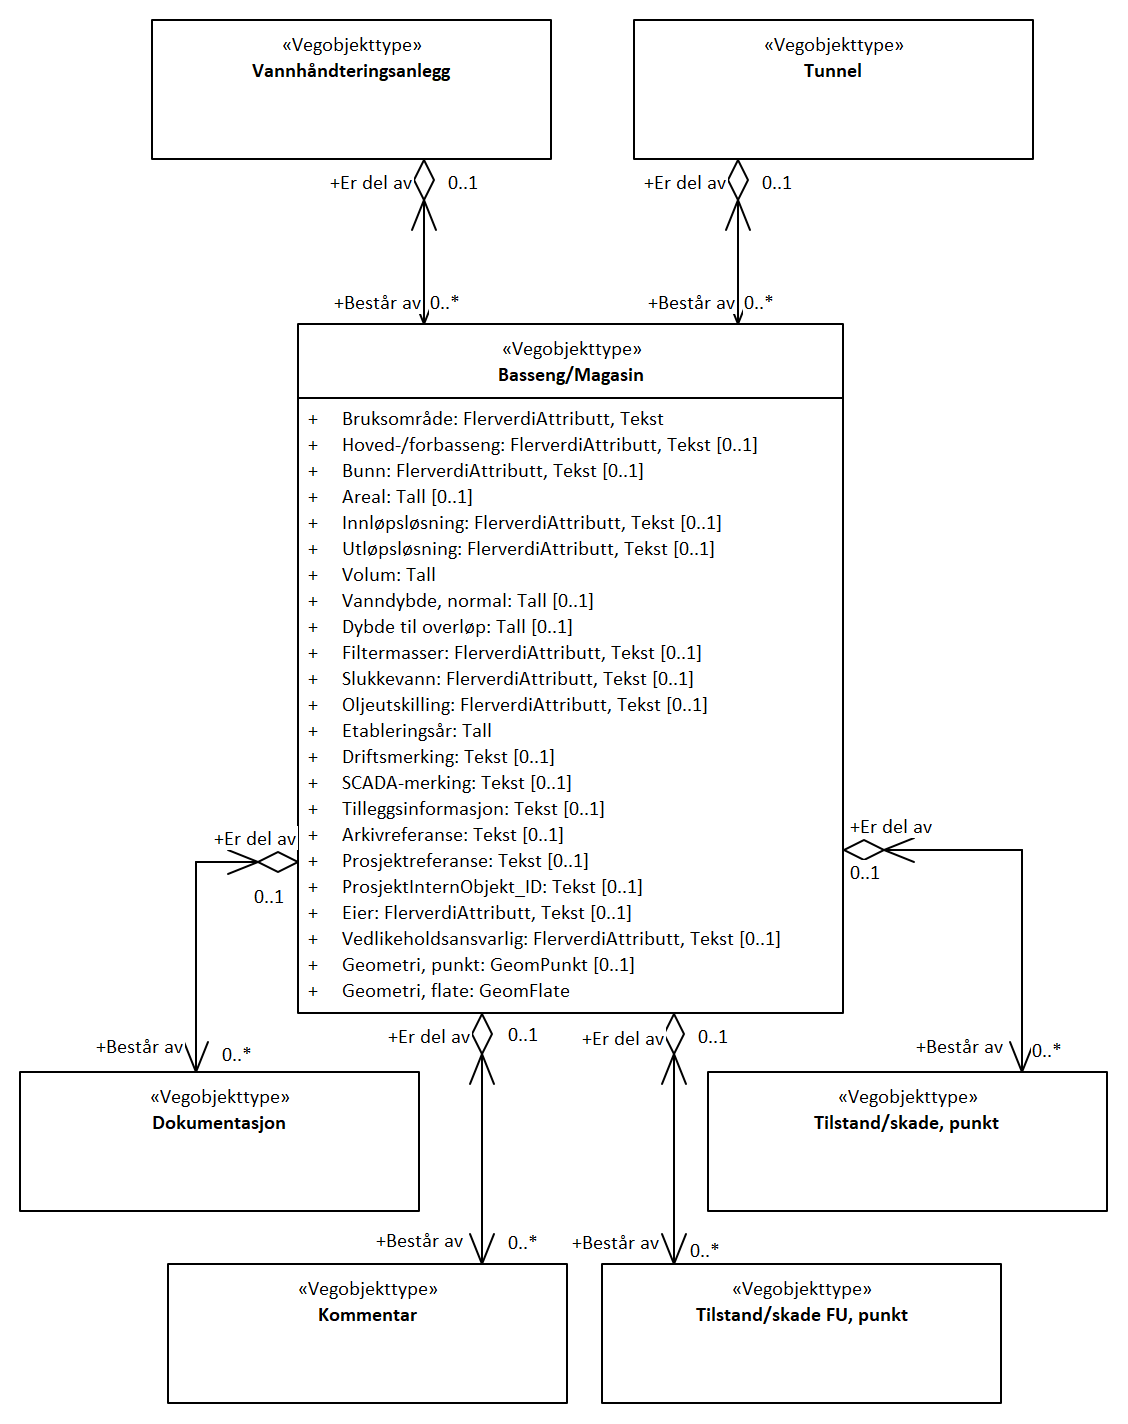 «Vegobjekttype»
Vannhåndteringsanlegg
«Vegobjekttype»
Tunnel
+Er del av 0..1
+Er del av 0..1
+Består av 0..*
+Består av 0..*
«Vegobjekttype»
Basseng/Magasin
+ Bruksområde: FlerverdiAttributt, Tekst
+ Hoved-/forbasseng: FlerverdiAttributt, Tekst [0..1]
+ Bunn: FlerverdiAttributt, Tekst [0..1]
+ Areal: Tall [0..1]
+ Innløpsløsning: FlerverdiAttributt, Tekst [0..1]
+ Utløpsløsning: FlerverdiAttributt, Tekst [0..1]
+ Volum: Tall
+ Vanndybde, normal: Tall [0..1]
+ Dybde til overløp: Tall [0..1]
+ Filtermasser: FlerverdiAttributt, Tekst [0..1]
+ Slukkevann: FlerverdiAttributt, Tekst [0..1]
+ Oljeutskilling: FlerverdiAttributt, Tekst [0..1]
+ Etableringsår: Tall
+ Driftsmerking: Tekst [0..1]
+ SCADA-merking: Tekst [0..1]
+ Tilleggsinformasjon: Tekst [0..1]
+ Arkivreferanse: Tekst [0..1]
+ Prosjektreferanse: Tekst [0..1]
+ ProsjektInternObjekt_ID: Tekst [0..1]
+ Eier: FlerverdiAttributt, Tekst [0..1]
+ Vedlikeholdsansvarlig: FlerverdiAttributt, Tekst [0..1]
+ Geometri, punkt: GeomPunkt [0..1]
+ Geometri, flate: GeomFlate
+Er del av
0..1
+Er del av
0..1
+Er del av 0..1
+Er del av 0..1
+Består av 0..*
+Består av 0..*
«Vegobjekttype»
Dokumentasjon
«Vegobjekttype»
Tilstand/skade, punkt
+Består av 0..*
+Består av 0..*
«Vegobjekttype»
Kommentar
«Vegobjekttype»
Tilstand/skade FU, punkt